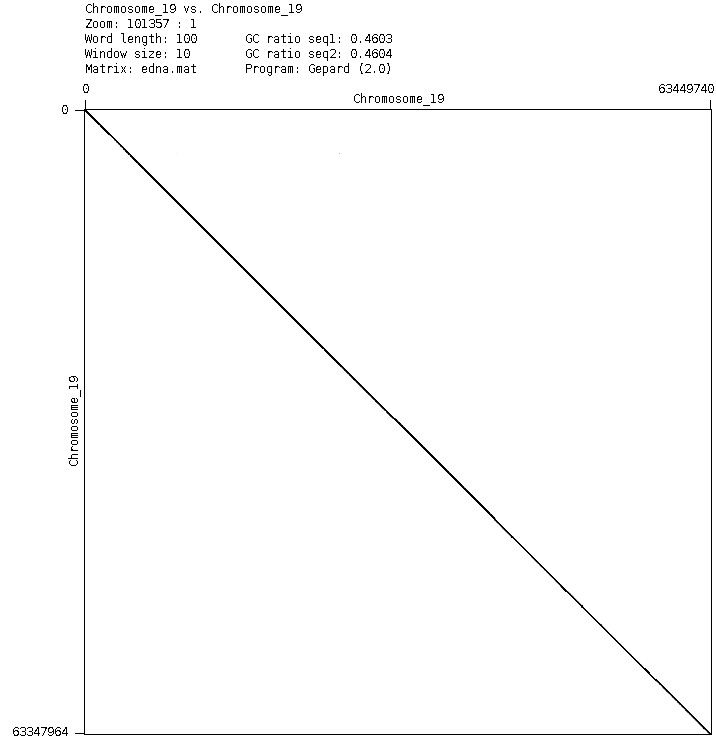 Chromosome_19 vs. Chromosome_19
Zoom: 101357 : 1
Word length: 100 GC ratio seq1: 0.4603
Window size: 10 GC ratio seq2: 0.4604
Matrix: edna.mat Program: Gepard (2.0)
0 63449740
Chromosome_19
0
Chromosome_19
63347964